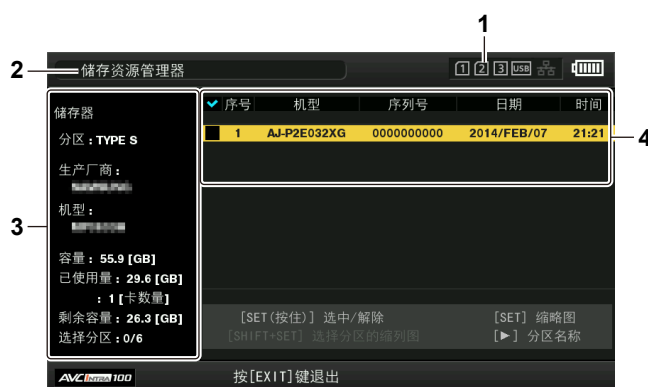 1
2
储存资源管理器
1 2 3 USB
储存器
分区：TYPE S
生产厂商：
机型：
容量：55.9 [GB]
已使用量：29.6 [GB]
：1 [卡数量]
剩余容量：26.3 [GB]
选择分区：0/6
3
序号 机型 序列号 日期 时间
1 AJ-P2E032XG 0000000000 2014/FEB/07 21:21
4
[SET(按住)] 选中/解除 [SET] 缩略图
[SHIFT+SET] 选择分区的缩列图 [▶] 分区名称
AVC INTRA 100 按[EXIT]键退出